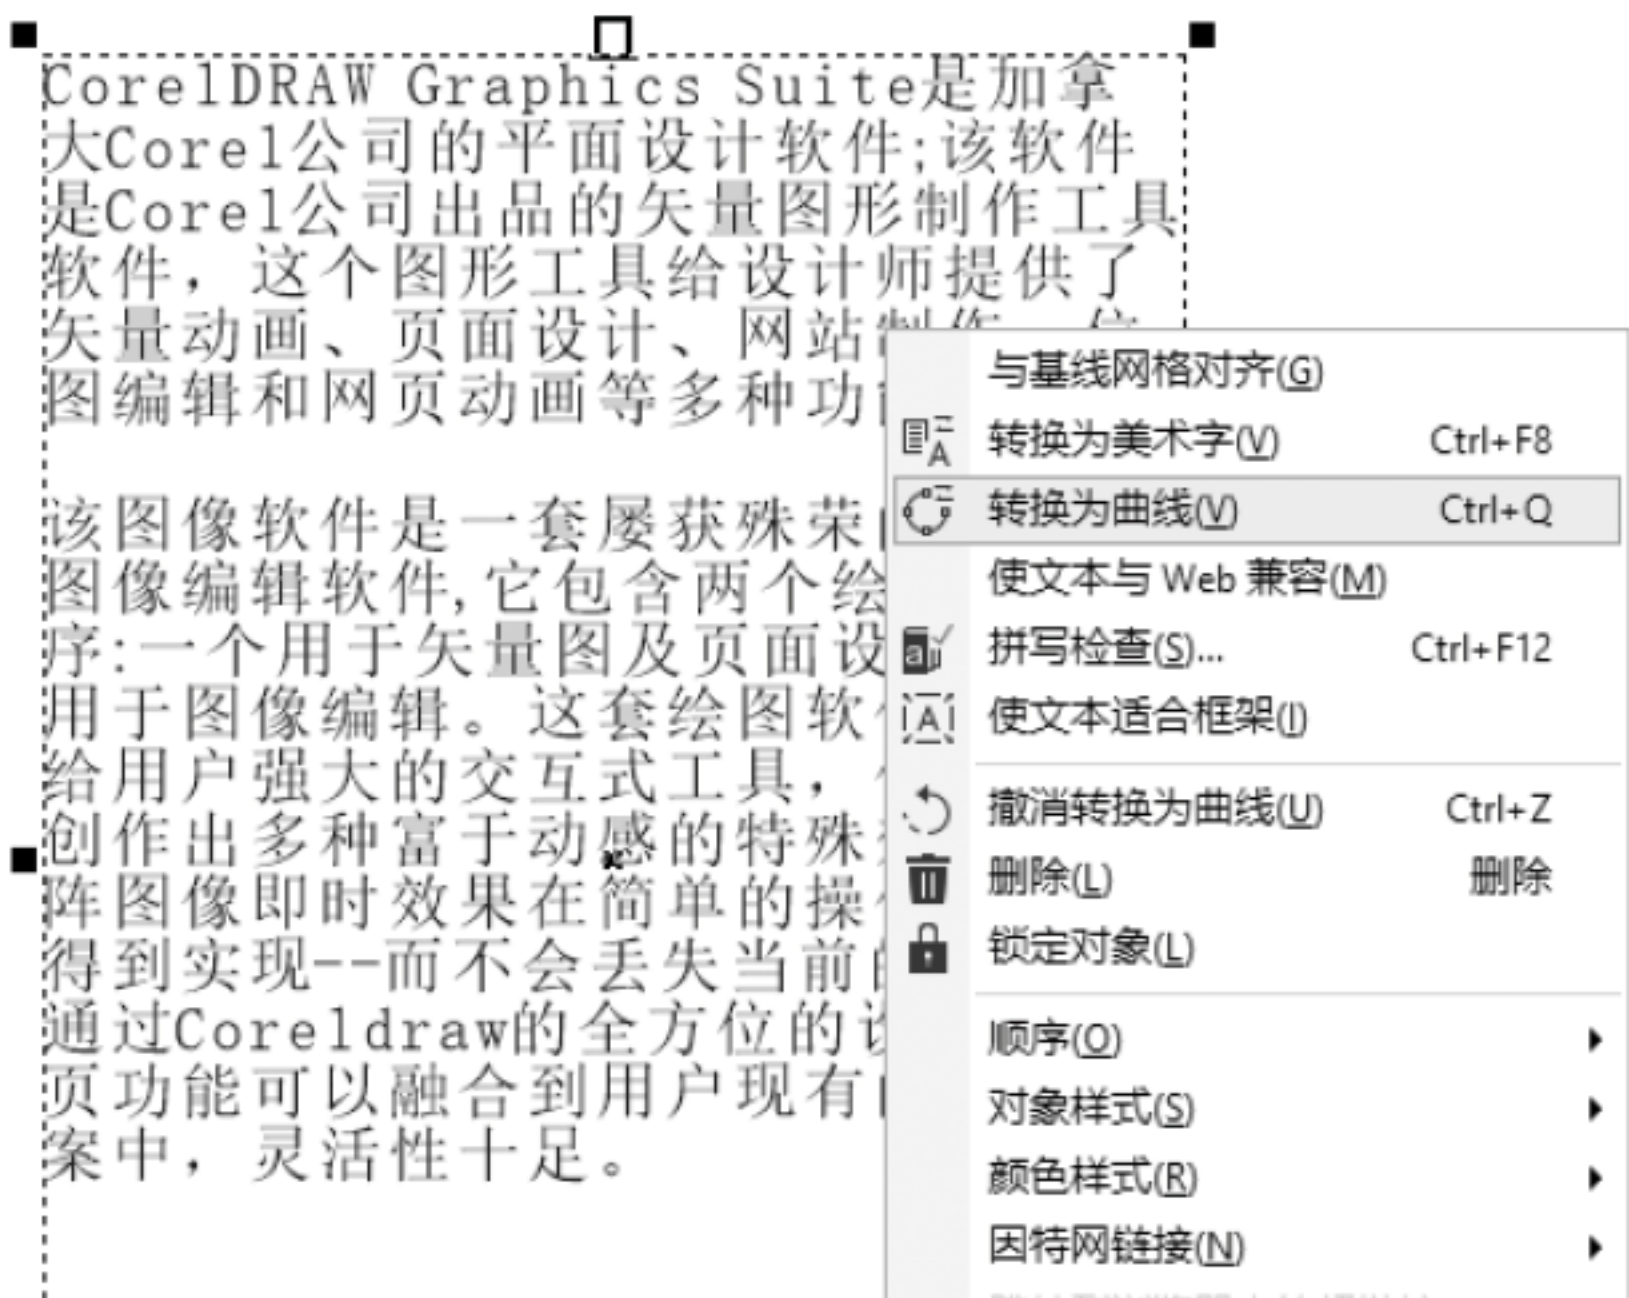 CorelDRAW Graphics Suite是加拿
大Corel公司的平面设计软件;该软件
是Corel公司出品的矢量图形制作工具
软件，这个图形工具给设计师提供了
矢量动画、页面设计、网站制作、位
图编辑和网页动画等多种功
该图像软件是一套屡获殊荣
图像编辑软件,它包含两个绘
序:一个用于矢量图及页面设
用于图像编辑。这套绘图软
给用户强大的交互式工具，
创作出多种富于动感的特殊
阵图像即时效果在简单的操
得到实现--而不会丢失当前
通过Coreldraw的全方位的
页功能可以融合到用户现有
案中，灵活性十足。
与基线网格对齐(G)
转换为美术字(V) Ctrl+F8
转换为曲线(V) Ctrl+Q
使文本与 Web 兼容(M)
拼写检查(S)... Ctrl+F12
使文本适合框架(I)
撤消转换为曲线(U) Ctrl+Z
删除(L) 删除
锁定对象(L)
顺序(O)
对象样式(S)
颜色样式(R)
因特网链接(N)